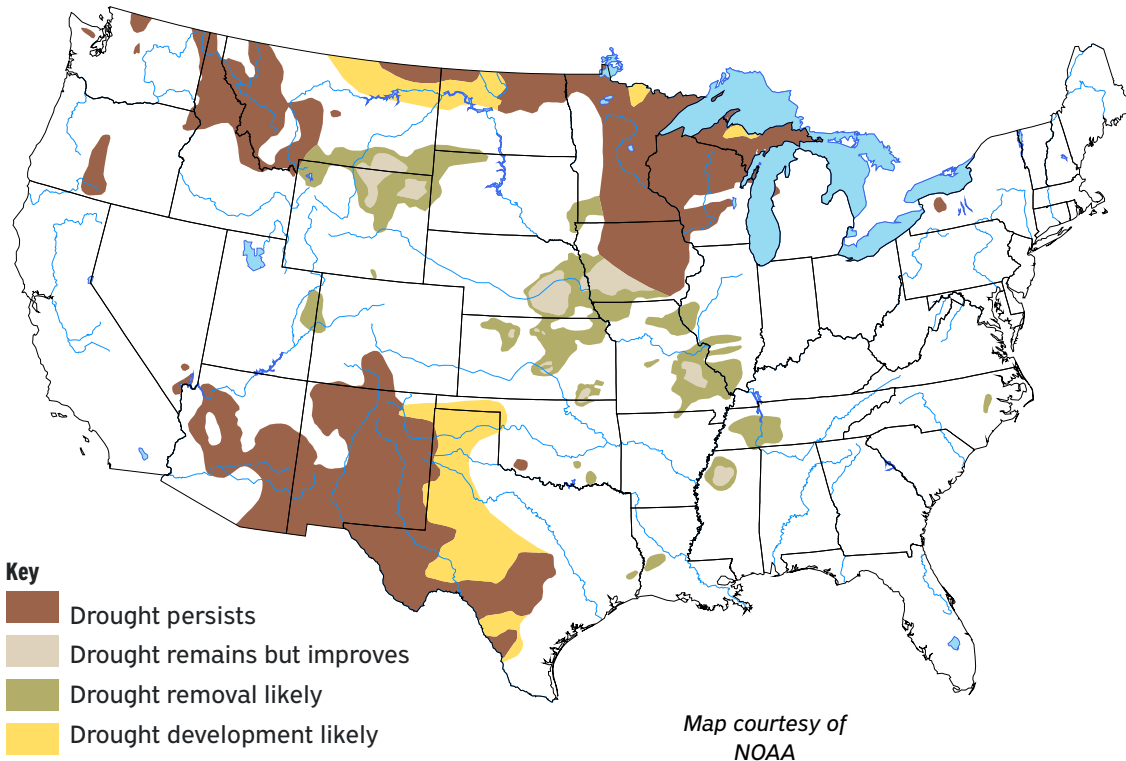 Key
Drought persists
Drought remains but improves
Drought removal likely
Drought development likely
Map courtesy of
NOAA